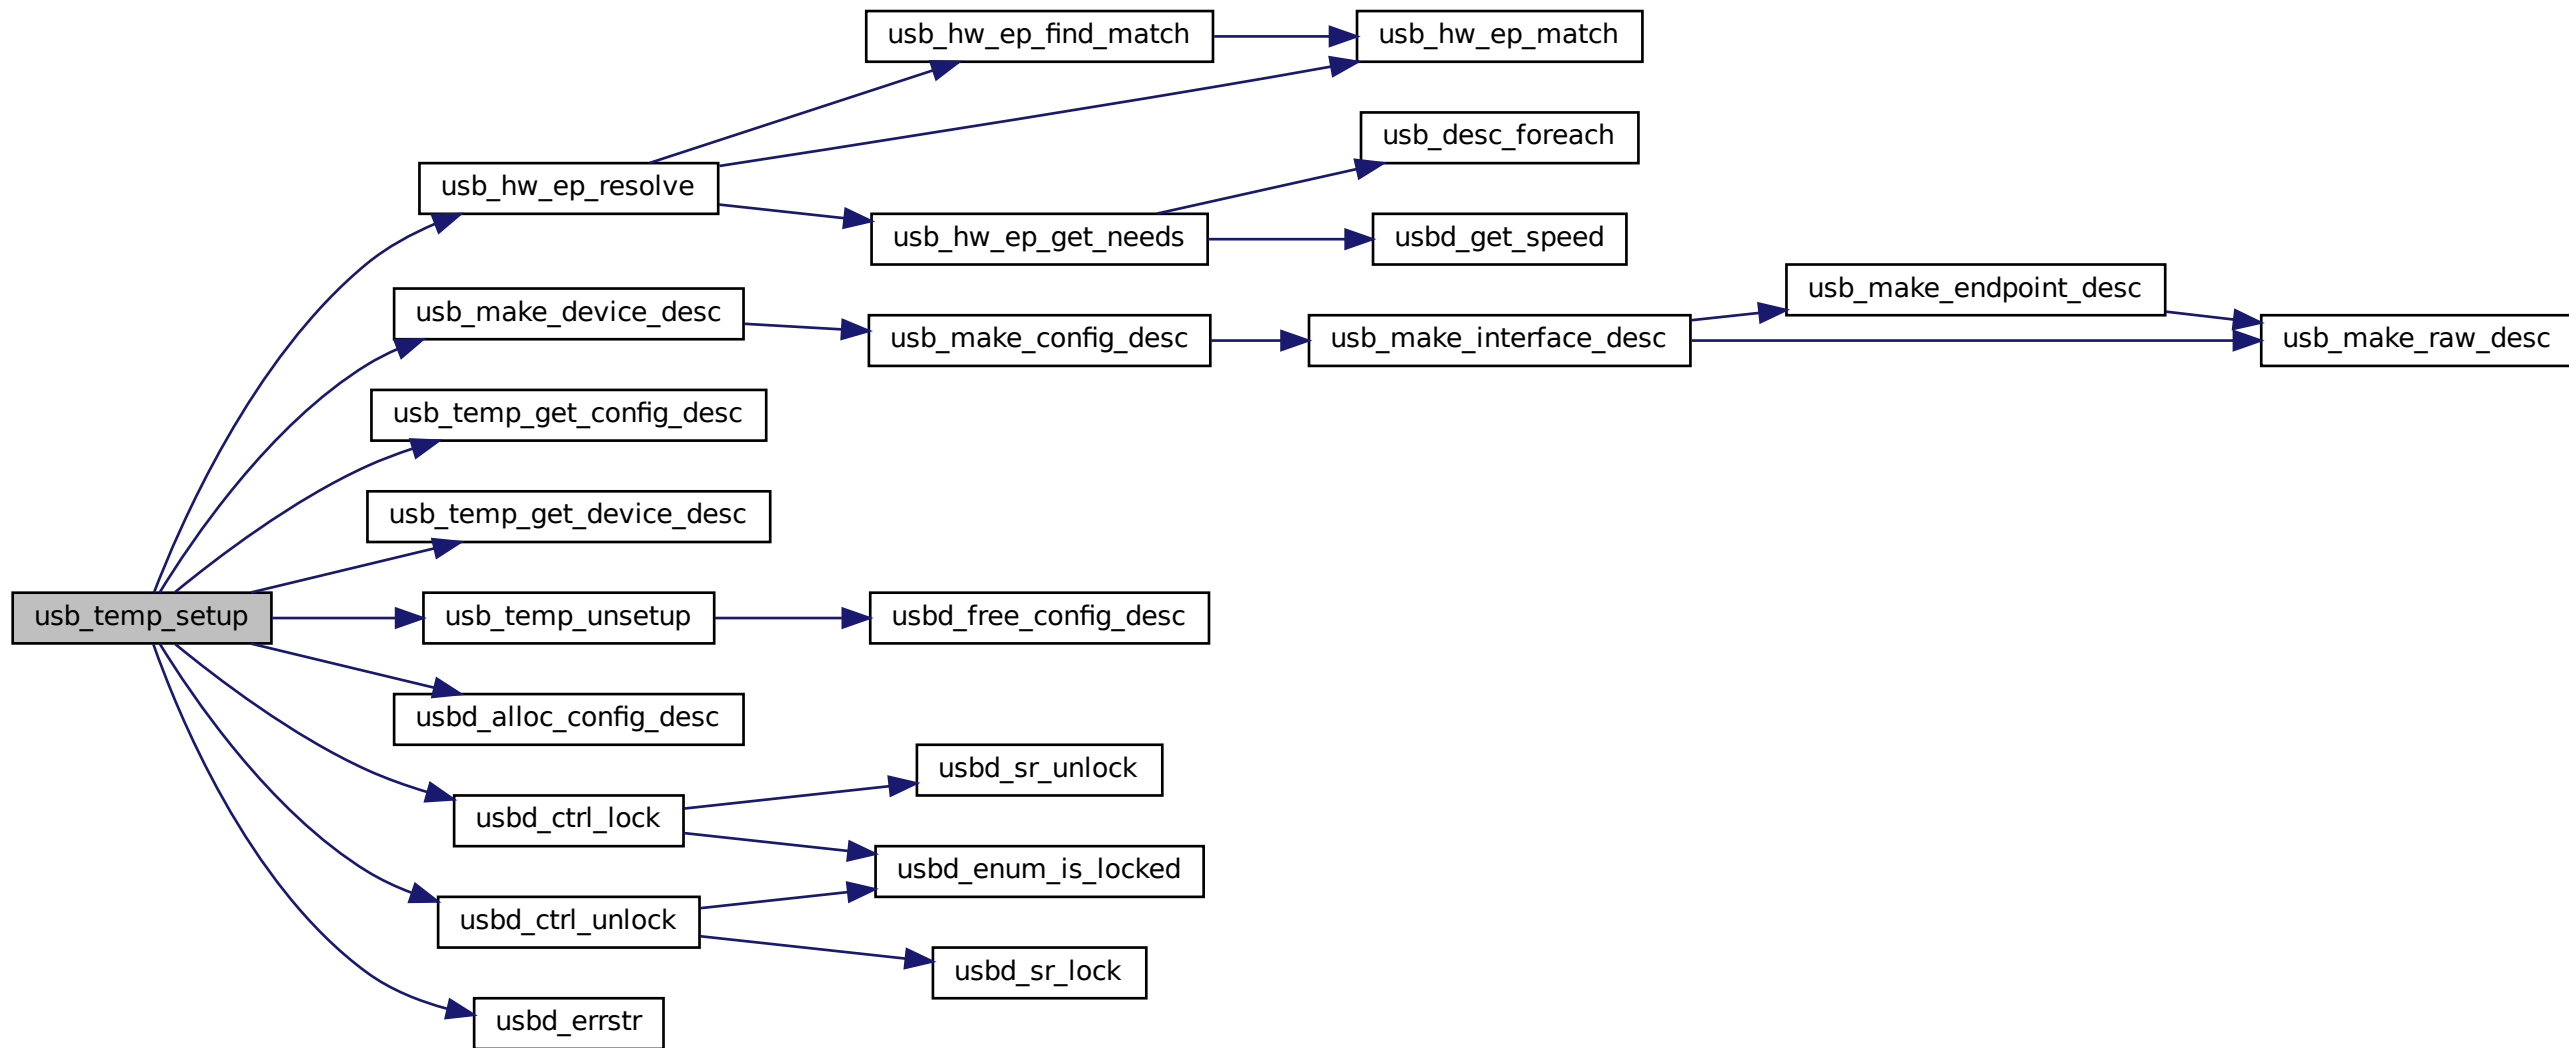 usb_hw_ep_find_match
usb_hw_ep_match
usb_desc_foreach
usb_hw_ep_resolve
usb_hw_ep_get_needs
usbd_get_speed
usb_make_endpoint_desc
usb_make_device_desc
usb_make_config_desc
usb_make_interface_desc
usb_make_raw_desc
usb_temp_get_config_desc
usb_temp_get_device_desc
usb_temp_setup
usb_temp_unsetup
usbd_free_config_desc
usbd_alloc_config_desc
usbd_sr_unlock
usbd_ctrl_lock
usbd_enum_is_locked
usbd_ctrl_unlock
usbd_sr_lock
usbd_errstr